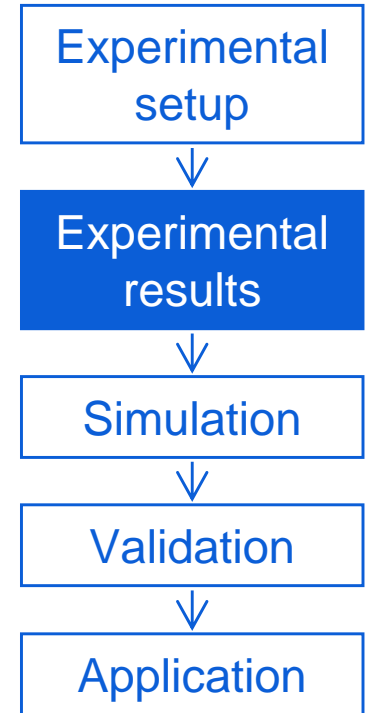 Experimental
setup
Experimental
results
Simulation
Validation
Application